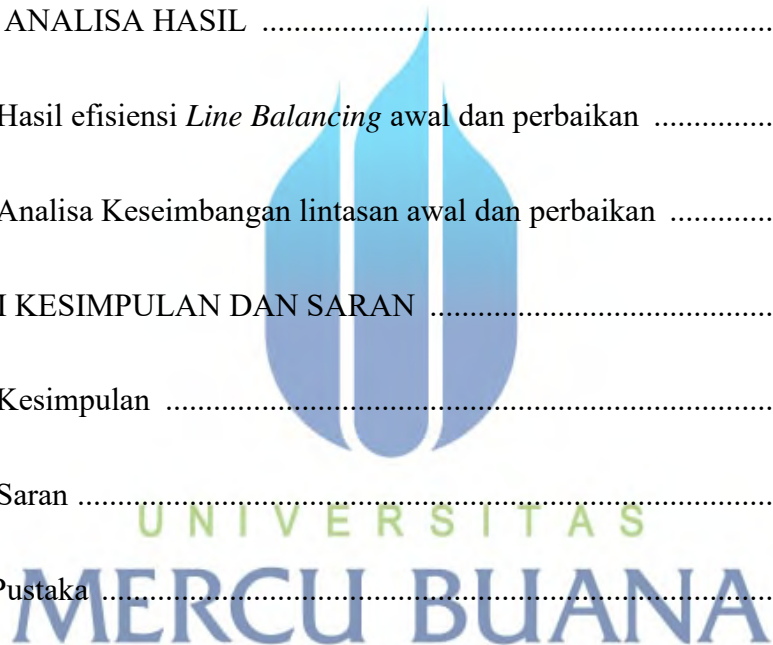 ANALISA HASIL ................................................................
Hasil efisiensi Line Balancing awal dan perbaikan ...............
Analisa Keseimbangan lintasan awal dan perbaikan .............
I KESIMPULAN DAN SARAN ...........................................
Kesimpulan ............................................................................
Saran .......................................................................................
UNIVERSITAS
Pustaka ....................................................................................
MERCU BUANA